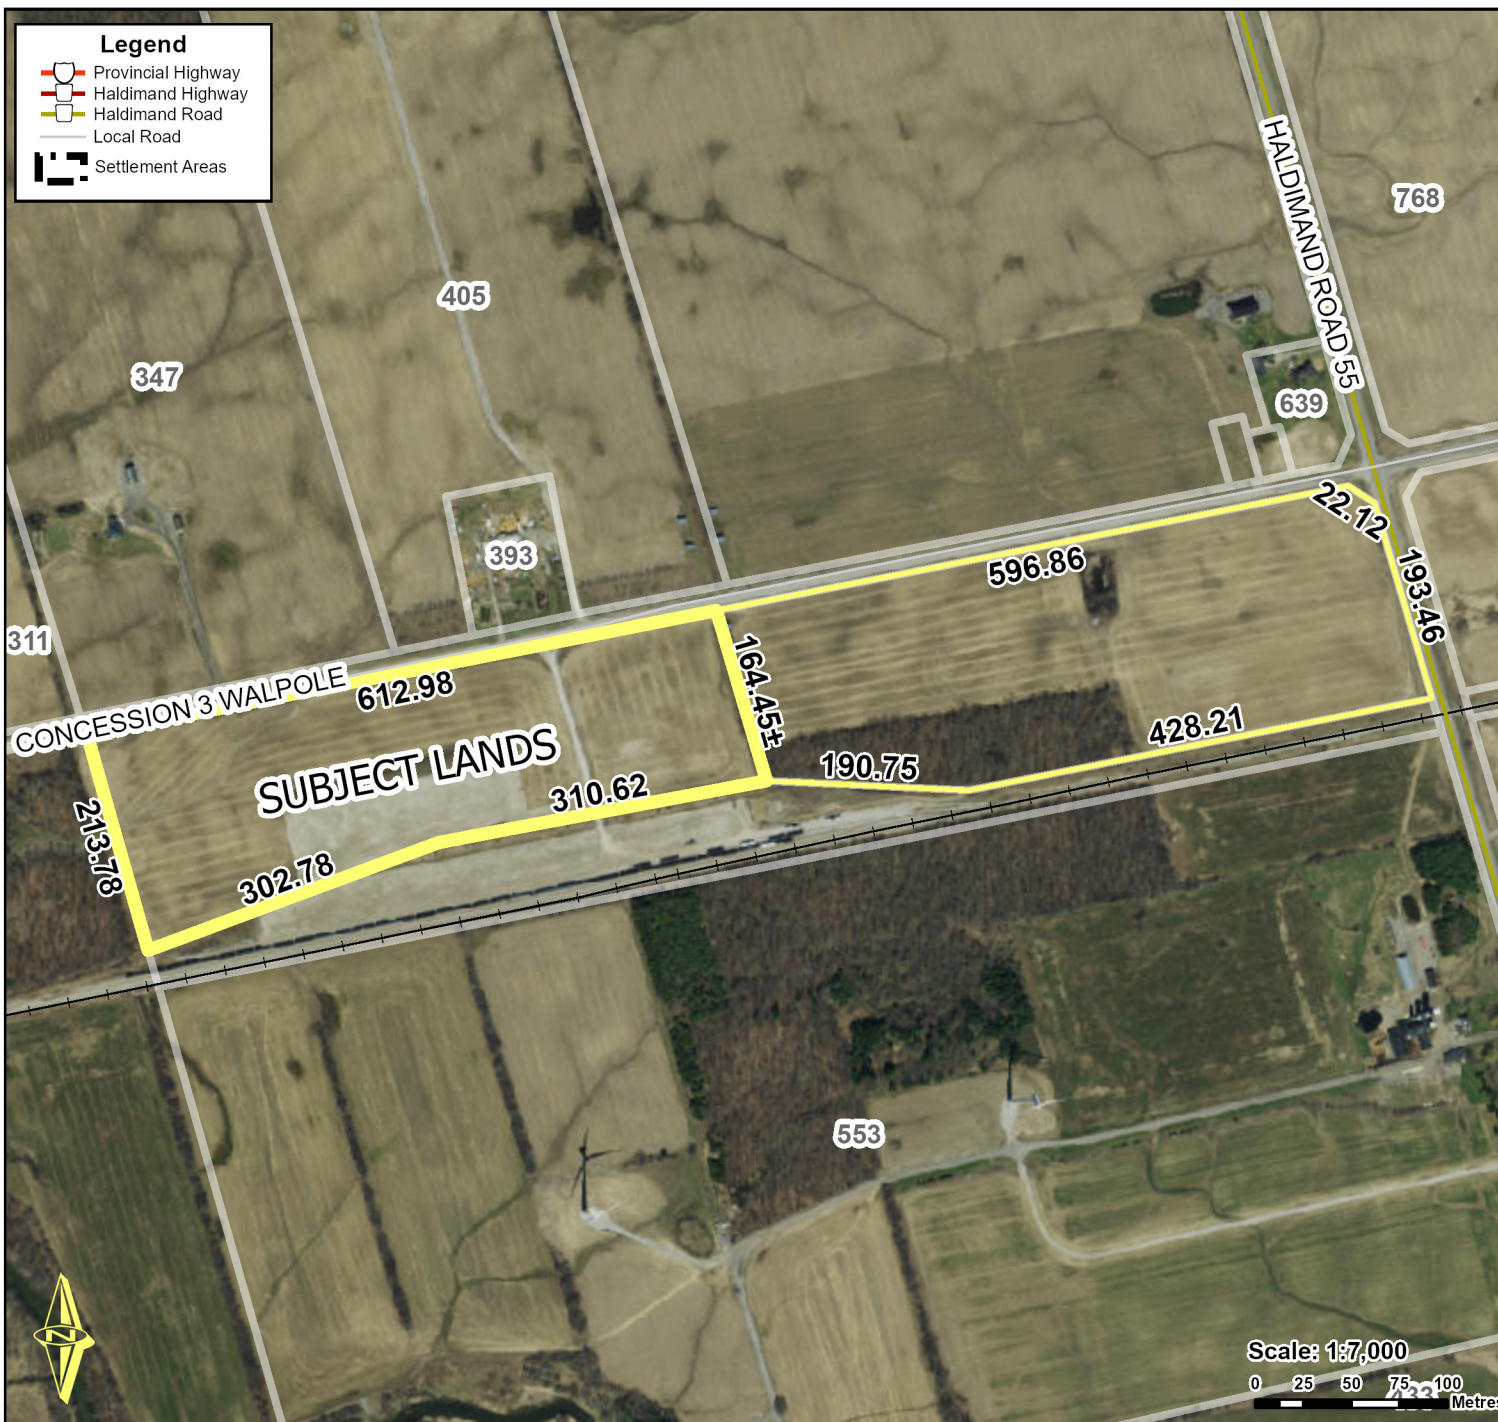 Legend
Provincial Highway
Haldimand Highway
Haldimand Road
Local Road
Settlement Areas
HALDIMAND ROAD 55
768
405
347
639
393
22.12
596.86
193.46
311
CONCESSION 3 WALPOLE
612.98
164.45±
SUBJECT LANDS
428.21
190.75
310.62
213.78
302.78
553
N
Scale: 1:7,000
0 25 50 75 100
433
Metres